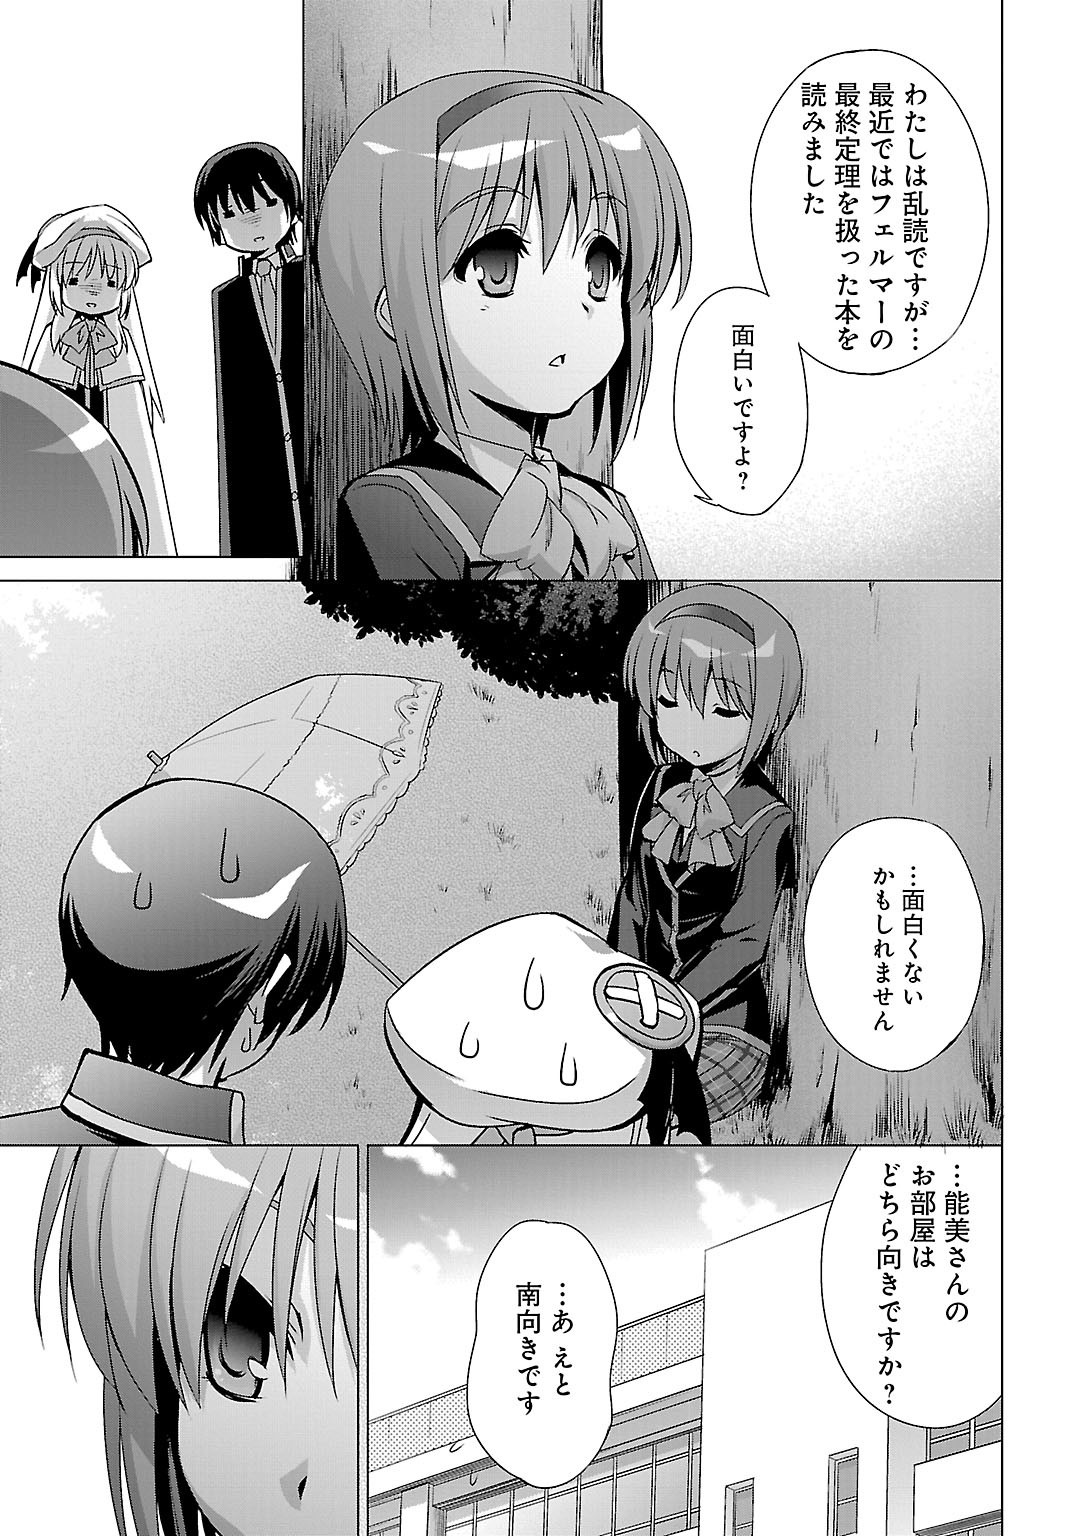 わたしは乱読ですが…
最近ではフェルマーの
最終定理を扱った本を
読みました
面白いですよ？
…面白くない
かもしれません
…能美さんの
お部屋は
どちら向きですか？
…あ えと
南向きです